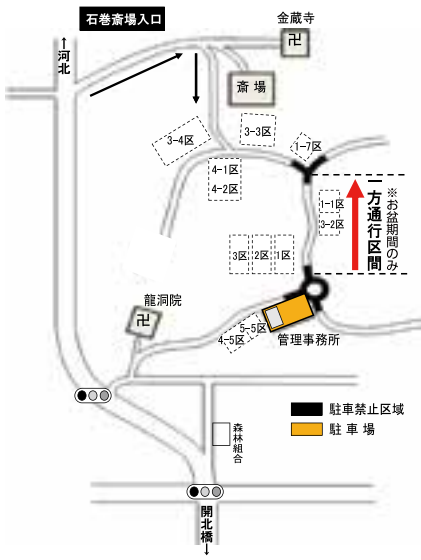 石巻斎場入口
金蔵寺
卍
↑河北
斎場
3-3区
3-4区
1-7区
4-1区
4-2区
1-1区
3-2区
一方通行区間
※お盆期間のみ
3区
2区
1区
龍洞院
卍
5-5区
4-5区
管理事務所
駐車禁止区域
駐車場
森林組合
開北橋→